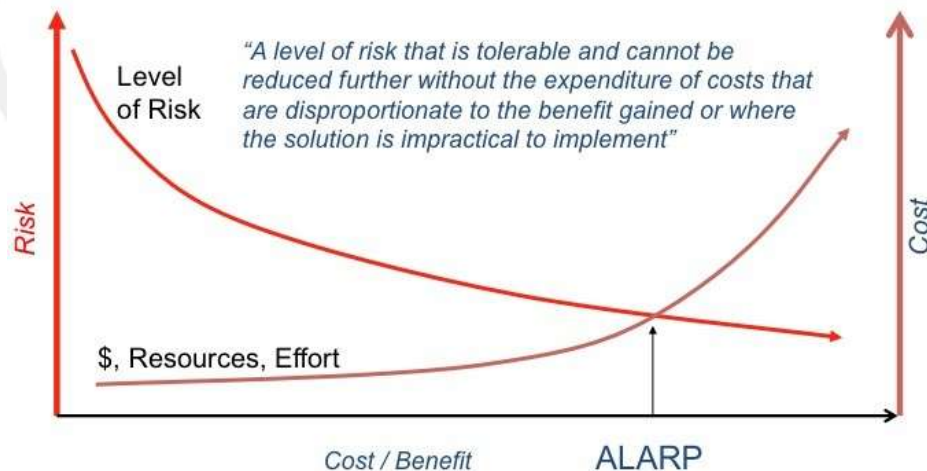 Level
of Risk
“A level of risk that is tolerable and cannot be
reduced further without the expenditure of costs that
are disproportionate to the benefit gained or where
the solution is impractical to implement”
Risk
Cost
$, Resources, Effort
Cost / Benefit
ALARP